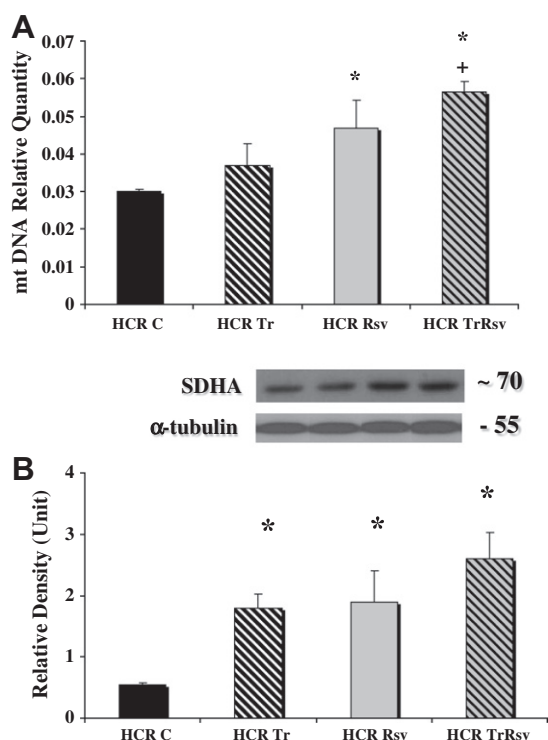 A
mt DNA Relative Quantity
0.07
0.06
0.05
0.04
0.03
0.02
0.01
0
*
*
+
HCR C HCR Tr HCR Rsv HCR TrRsv
SDHA ~ 70
α-tubulin - 55
B
Relative Density (Unit)
4
3
2
1
0
* * *
HCR C HCR Tr HCR Rsv HCR TrRsv